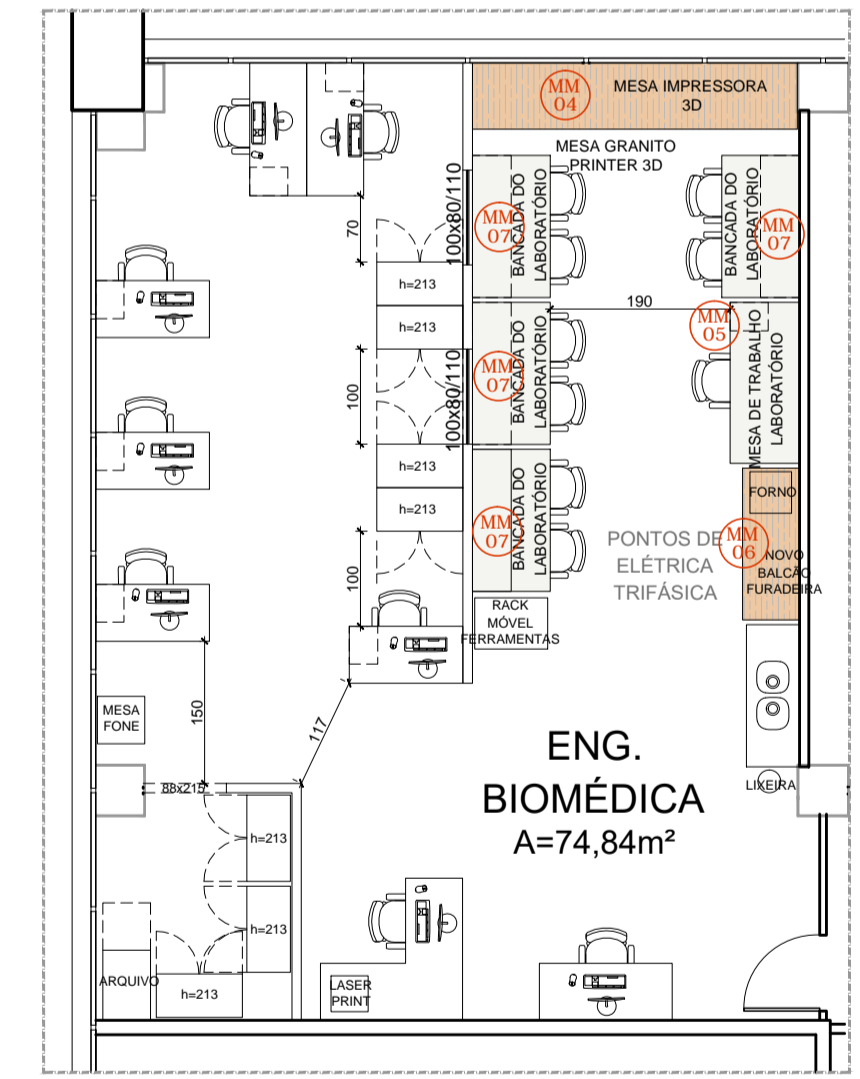 MM
04
MESA IMPRESSORA
3D
MESA GRANITO
PRINTER 3D
100x80/110
MM
07
BANCADA DO
LABORATÓRIO
BANCADA DO
LABORATÓRIO
MM
07
70
h=213
h=213
190
MM
05
MESA DE TRABALHO
LABORATÓRIO
100
100x80/110
MM
07
BANCADA DO
LABORATÓRIO
h=213
h=213
MM
07
BANCADA DO
LABORATÓRIO
FORNO
PONTOS DE
ELÉTRICA
TRIFÁSICA
MM
06
NOVO
BALCÃO
FURADEIRA
100
RACK
MÓVEL
FERRAMENTAS
MESA
FONE
150
117
88x215
ENG.
BIOMÉDICA
A=74,84m²
LIXEIRA
h=213
h=213
ARQUIVO
h=213
LASER
PRINT